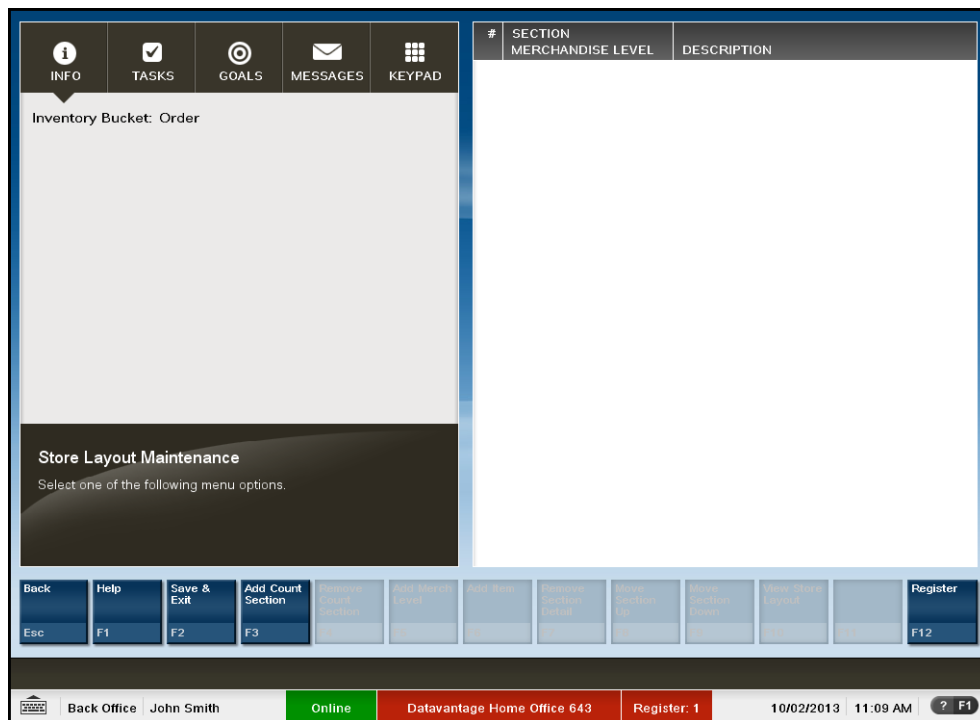 INFO TASKS GOALS MESSAGES KEYPAD
Inventory Bucket: Order
# SECTION MERCHANDISE LEVEL DESCRIPTION
Store Layout Maintenance
Select one of the following menu options.
Back Esc
Help F1
Save & Exit F2
Add Count Section F3
Remove Count Section
Add Merch Level
Add Item
Remove Section Detail
Move Section Up
Move Section Down
View Store Layout
Register F12
Back Office John Smith Online Datavantage Home Office 643 Register: 1 10/02/2013 11:09 AM ? F1